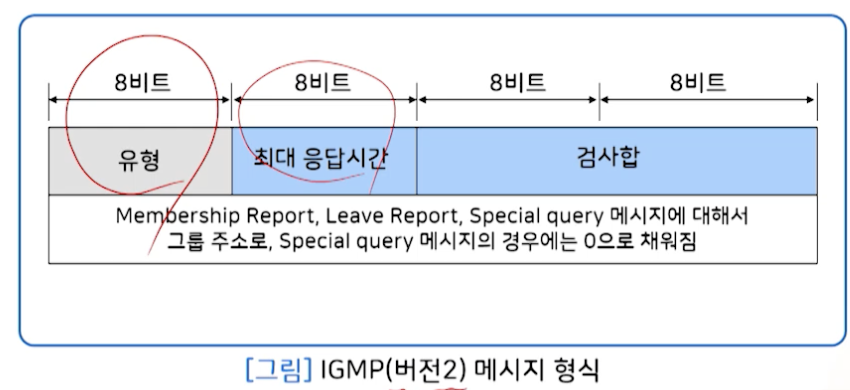 8비트 8비트 8비트 8비트
유형 최대 응답시간 검사합
Membership Report, Leave Report, Special query 메시지에 대해서
그룹 주소로, Special query 메시지의 경우에는 0으로 채워짐
[그림] IGMP(버전2) 메시지 형식